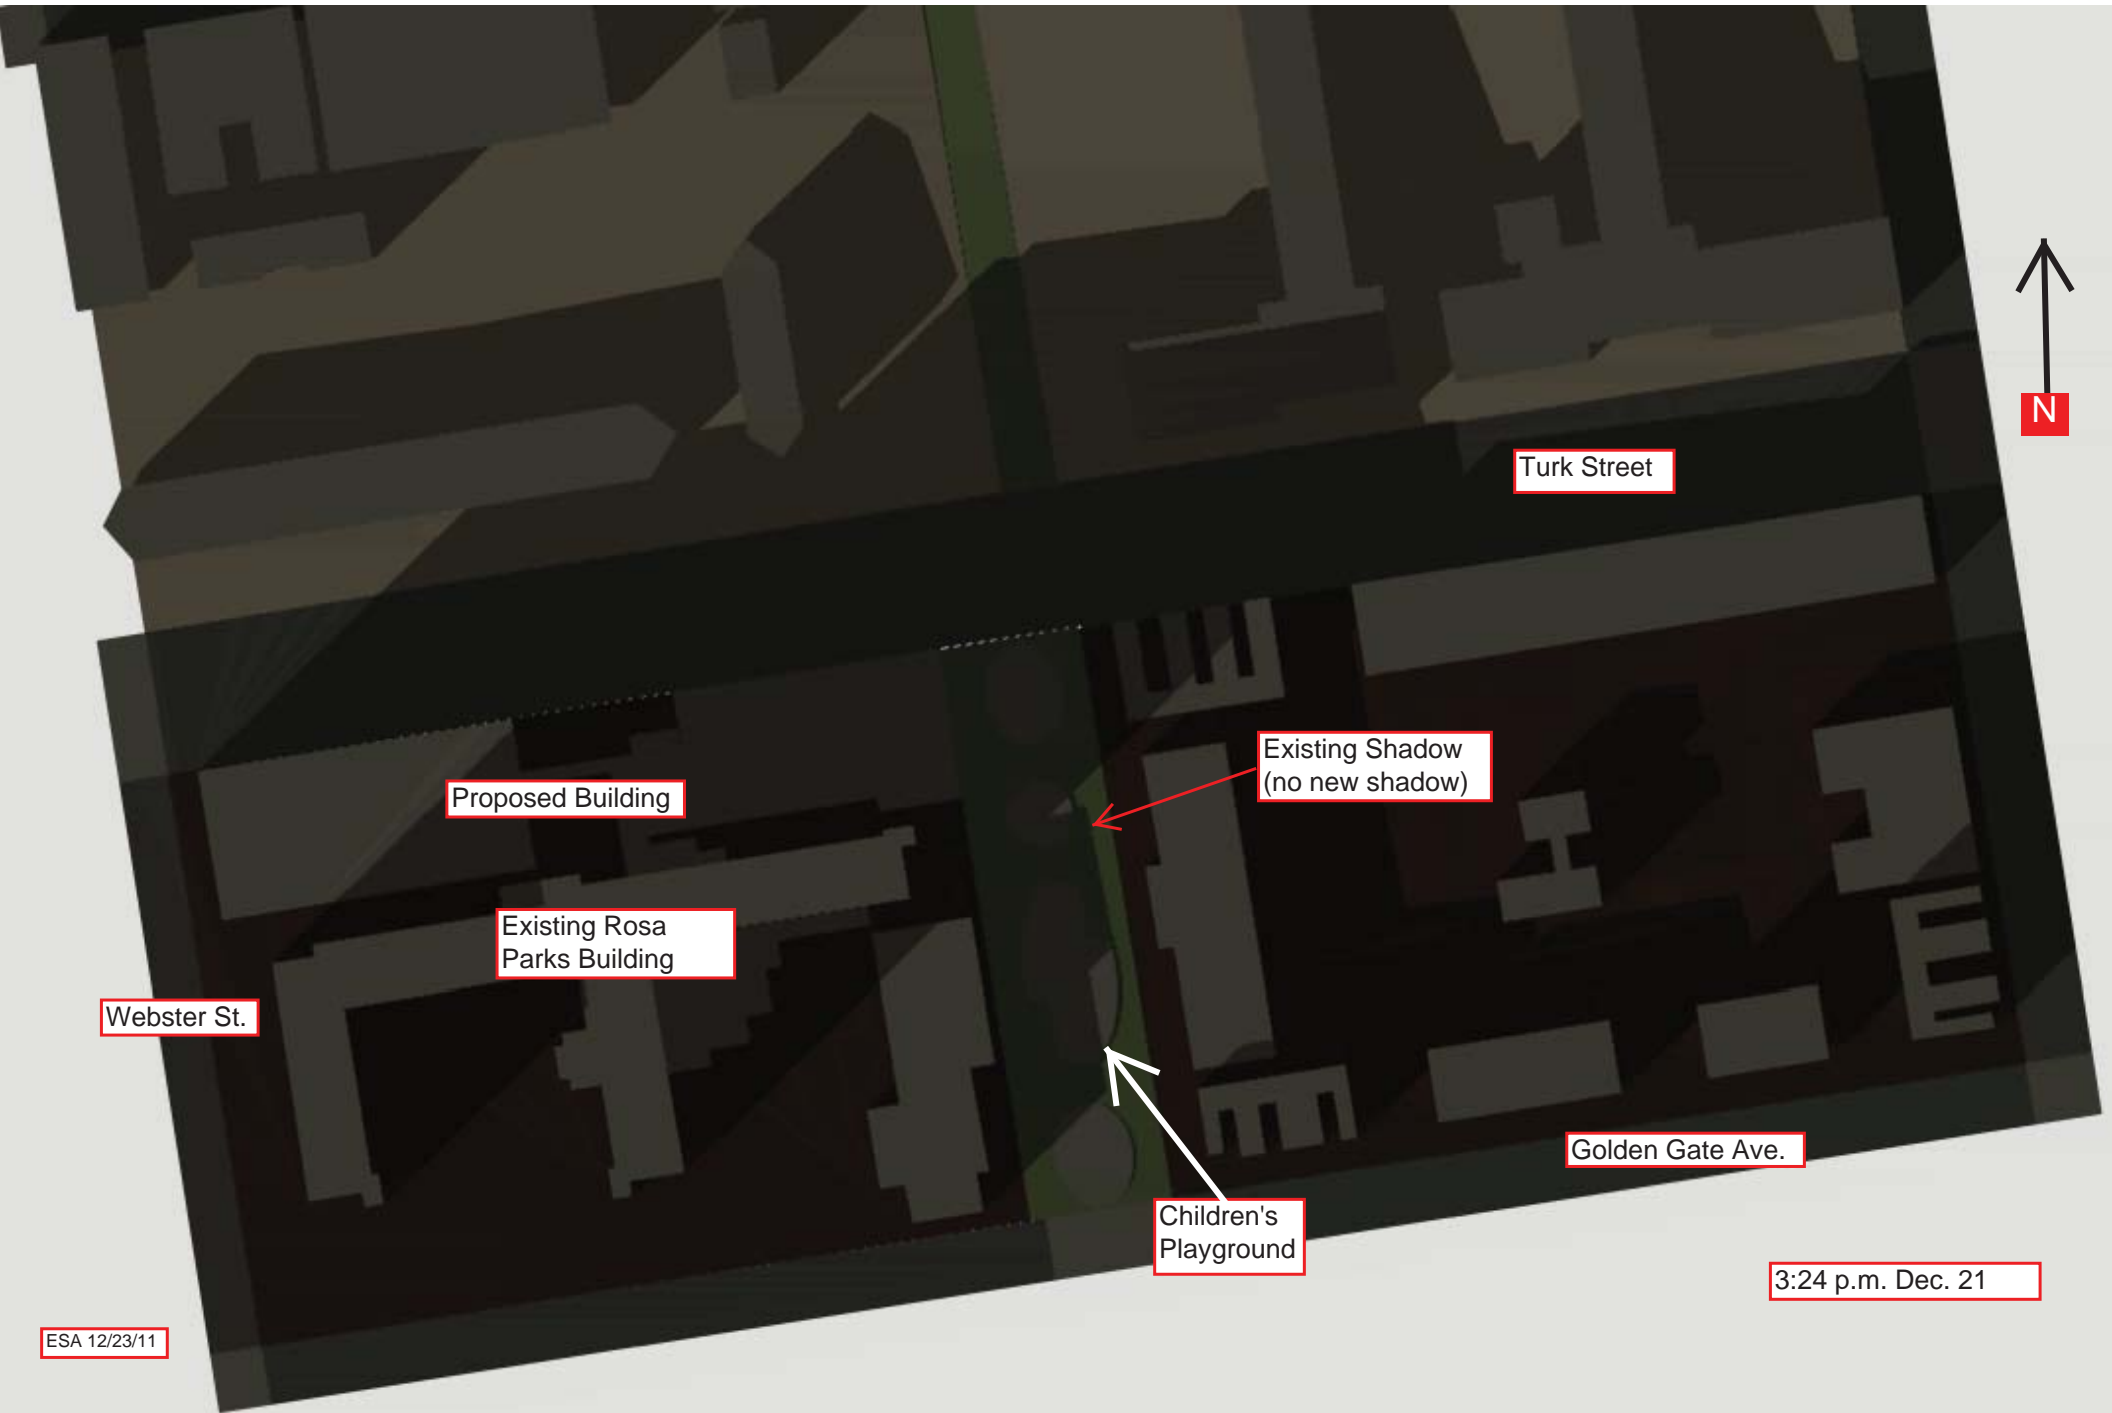 N
Turk Street
Existing Shadow
(no new shadow)
Proposed Building
Existing Rosa
Parks Building
Webster St.
Golden Gate Ave.
Children's
Playground
3:24 p.m. Dec. 21
ESA 12/23/11